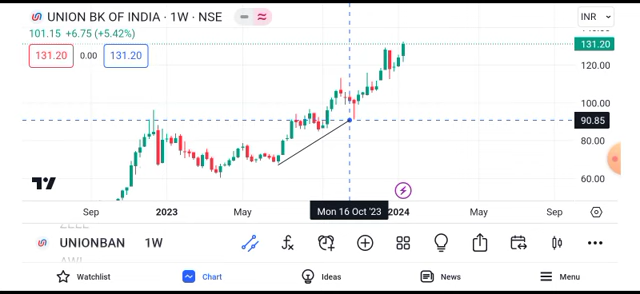 UNION BK OF INDIA · 1W · NSE
INR
101.15 +6.75 (+5.42%)
131.20 0.00 131.20
131.20
120.00
100.00
90.85
80.00
60.00
Sep 2023 May Mon 16 Oct '23 2024 May Sep
UNIONBAN 1W
Watchlist Chart Ideas News Menu